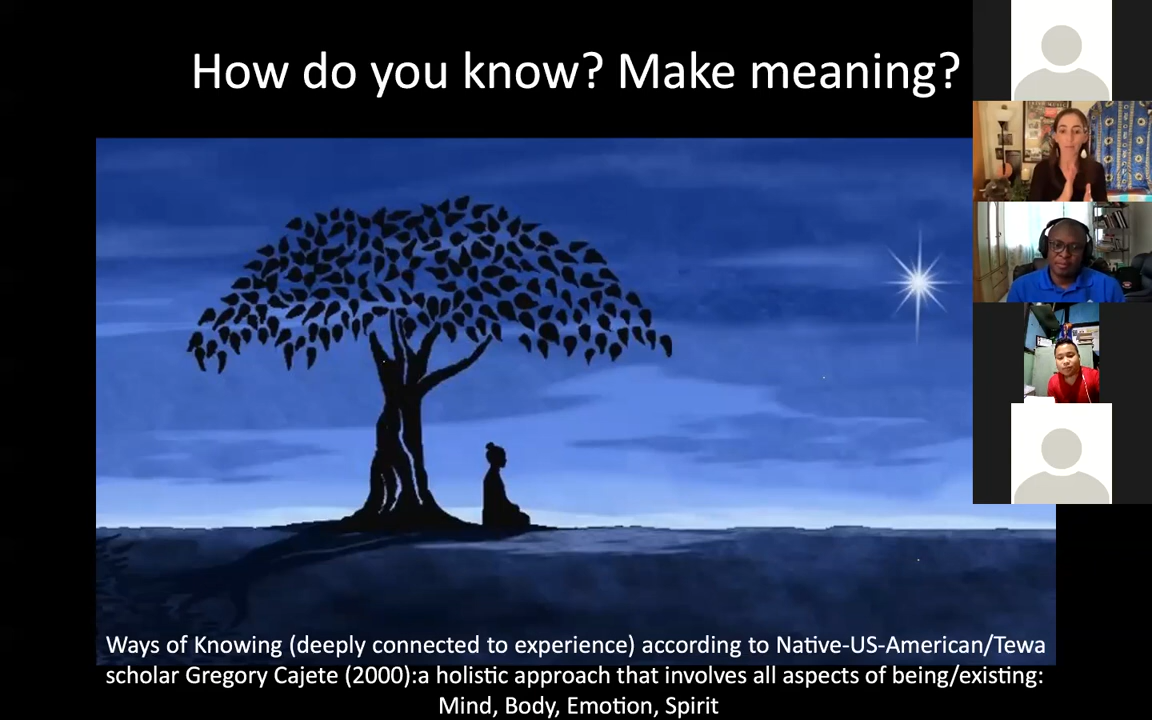 How do you know? Make meaning?
Ways of Knowing (deeply connected to experience) according to Native-US-American/Tewa
scholar Gregory Cajete (2000):a holistic approach that involves all aspects of being/existing:
Mind, Body, Emotion, Spirit